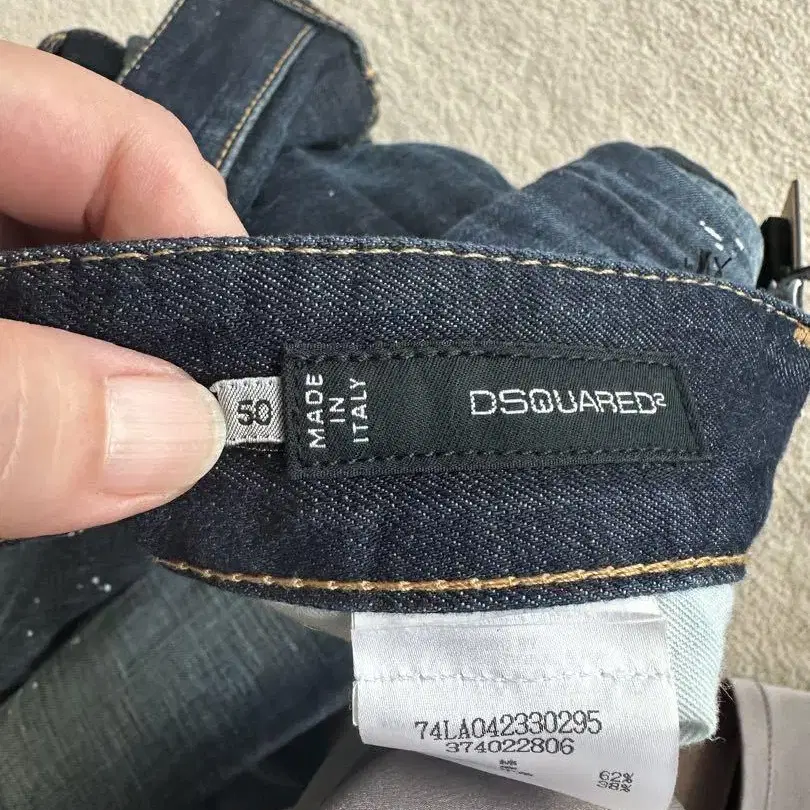 50
MADE
IN
ITALY
DSQUARED2
74LA042330295
374022806
62%
38%